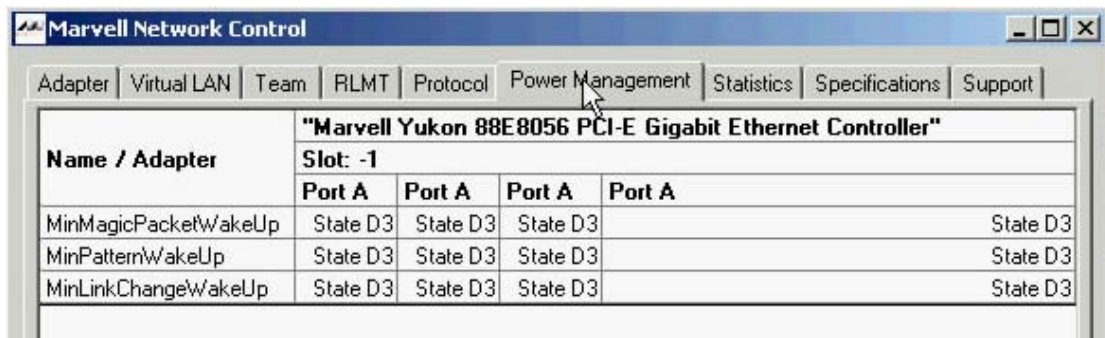 Marvell Network Control
Adapter Virtual LAN Team RLMT Protocol Power Management Statistics Specifications Support
Name / Adapter
"Marvell Yukon 88E8056 PCI-E Gigabit Ethernet Controller"
Slot: -1
Port A Port A Port A Port A
MinMagicPacketWakeUp State D3 State D3 State D3 State D3
MinPatternWakeUp State D3 State D3 State D3 State D3
MinLinkChangeWakeUp State D3 State D3 State D3 State D3